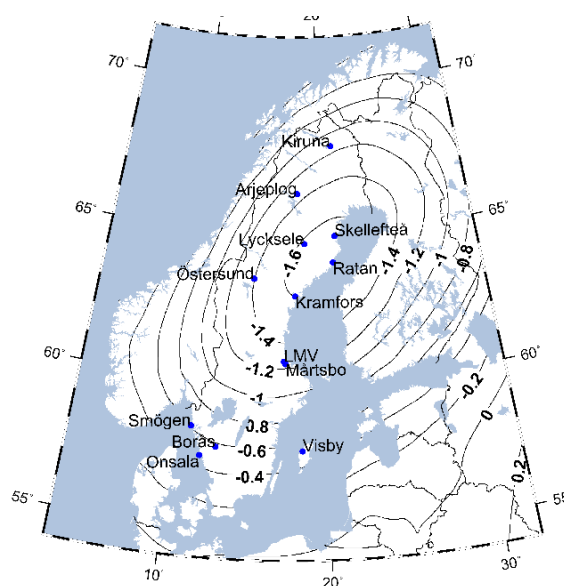 20°
70°
70°
Kiruna
Arjeplog
65°
65°
Skellefteå
Lycksele
-0.8
-1
-1.2
-1.4
-1.6
Ratan
Östersund
Kramfors
-1.4
LMV
60°
60°
-1.2
Mårtsbo
-0.2
-1
0
Smögen
0.8
Borås
-0.6
Visby
Onsala
-0.4
0.2
55°
55°
10°
20°
30°